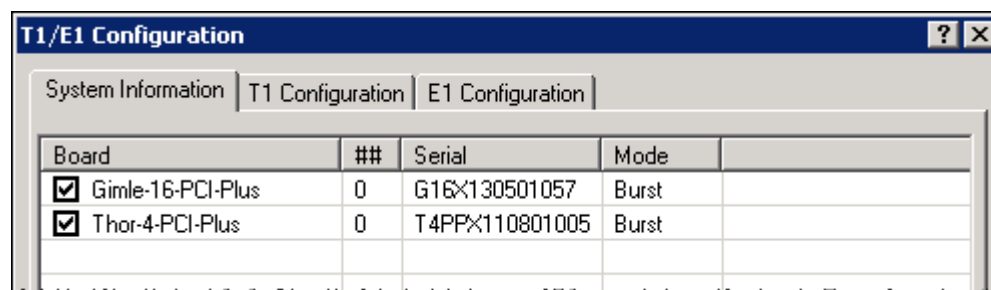 T1/E1 Configuration
System Information T1 Configuration E1 Configuration
Board ## Serial Mode
Gimle-16-PCI-Plus 0 G16X130501057 Burst
Thor-4-PCI-Plus 0 T4PPX110801005 Burst